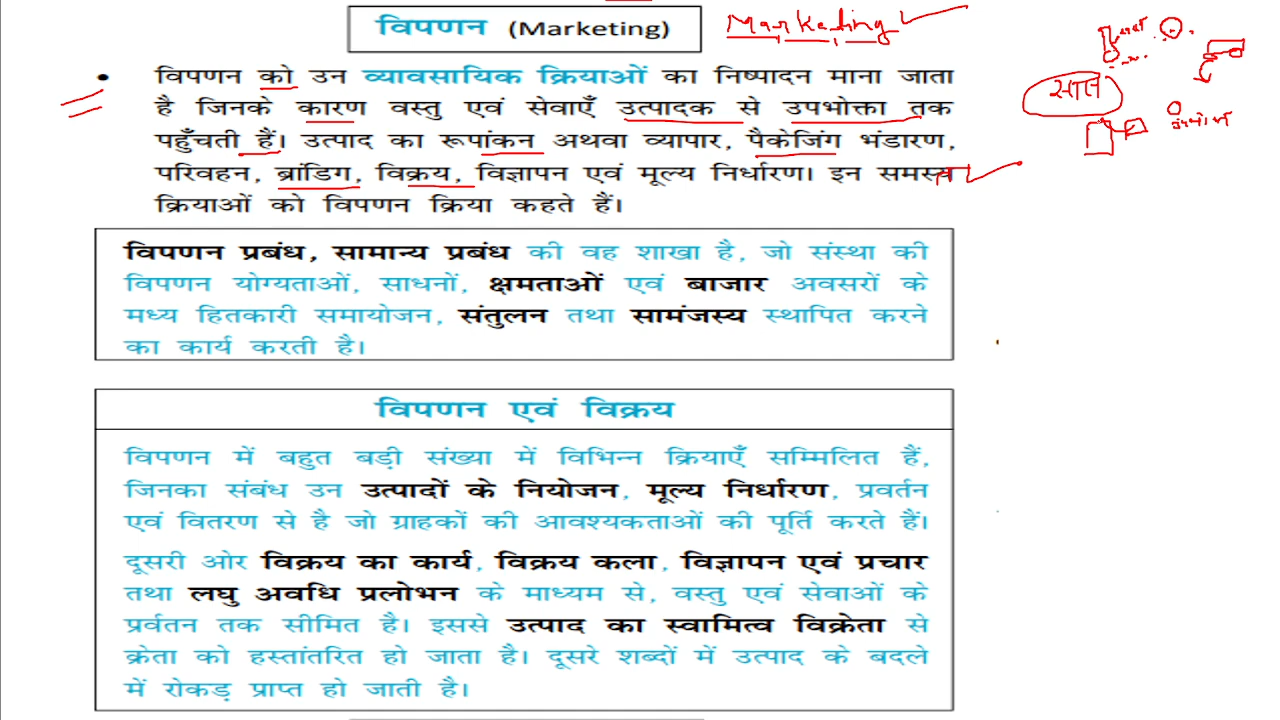 विपणन (Marketing)
Marketing
• विपणन को उन व्यावसायिक क्रियाओं का निष्पादन माना जाता
है जिनके कारण वस्तु एवं सेवाएँ उत्पादक से उपभोक्ता तक
पहुँचती हैं। उत्पाद का रूपांकन अथवा व्यापार, पैकेजिंग भंडारण,
परिवहन, ब्रांडिग, विक्रय, विज्ञापन एवं मूल्य निर्धारण। इन समस्त
क्रियाओं को विपणन क्रिया कहते हैं।
विपणन प्रबंध, सामान्य प्रबंध की वह शाखा है, जो संस्था की
विपणन योग्यताओं, साधनों, क्षमताओं एवं बाजार अवसरों के
मध्य हितकारी समायोजन, संतुलन तथा सामंजस्य स्थापित करने
का कार्य करती है।
विपणन एवं विक्रय
विपणन में बहुत बड़ी संख्या में विभिन्न क्रियाएँ सम्मिलित हैं,
जिनका संबंध उन उत्पादों के नियोजन, मूल्य निर्धारण, प्रवर्तन
एवं वितरण से है जो ग्राहकों की आवश्यकताओं की पूर्ति करते हैं।
दूसरी ओर विक्रय का कार्य, विक्रय कला, विज्ञापन एवं प्रचार
तथा लघु अवधि प्रलोभन के माध्यम से, वस्तु एवं सेवाओं के
प्रर्वतन तक सीमित है। इससे उत्पाद का स्वामित्व विक्रेता से
क्रेता को हस्तांतरित हो जाता है। दूसरे शब्दों में उत्पाद के बदले
में रोकड़ प्राप्त हो जाती है।